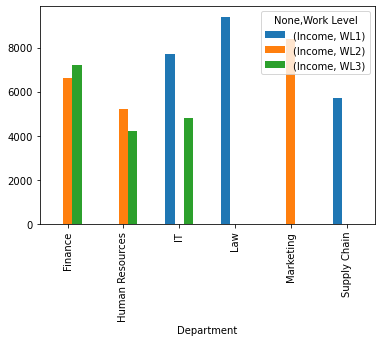 None,Work Level
(Income, WL1)
(Income, WL2)
(Income, WL3)
8000
6000
4000
2000
0
Finance
Human Resources
IT
Law
Marketing
Supply Chain
Department